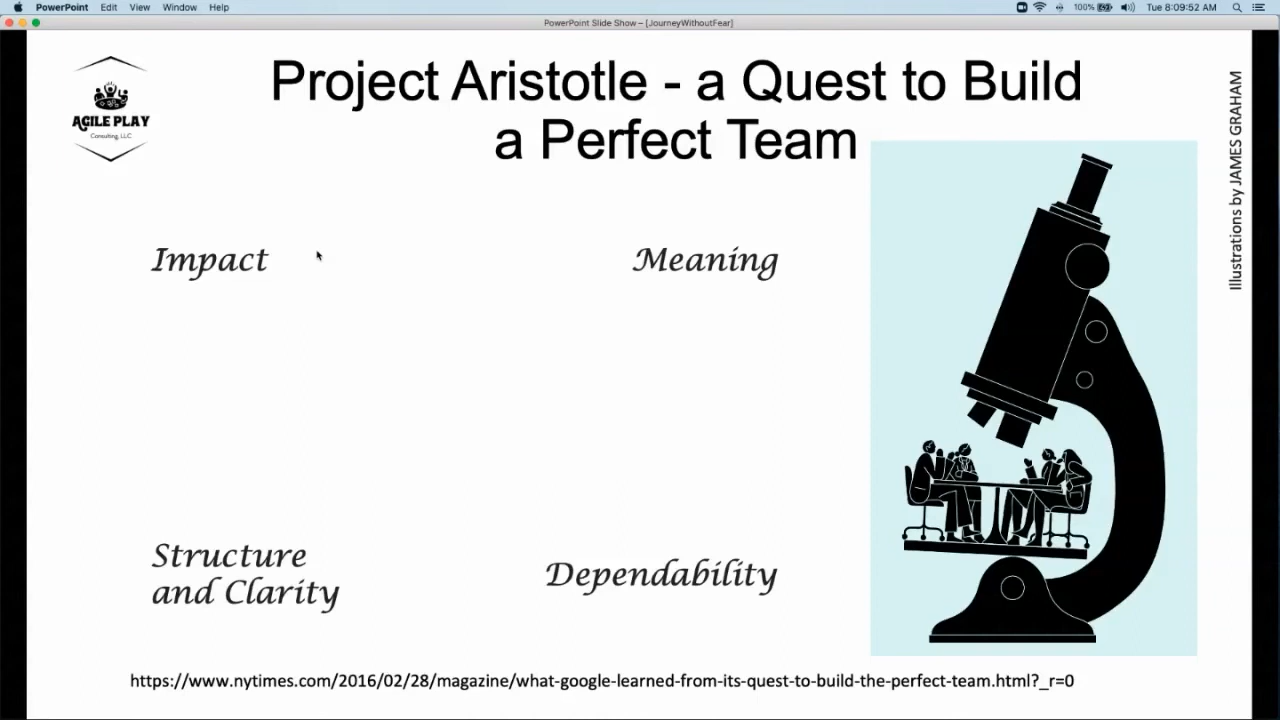 PowerPoint Edit View Window Help 100% Tue 8:09:52 AM
PowerPoint Slide Show – [JourneyWithoutFear]
AGILE PLAY
Consulting, LLC
Project Aristotle - a Quest to Build
a Perfect Team
Illustrations by JAMES GRAHAM
Impact
Meaning
Structure
and Clarity
Dependability
https://www.nytimes.com/2016/02/28/magazine/what-google-learned-from-its-quest-to-build-the-perfect-team.html?_r=0